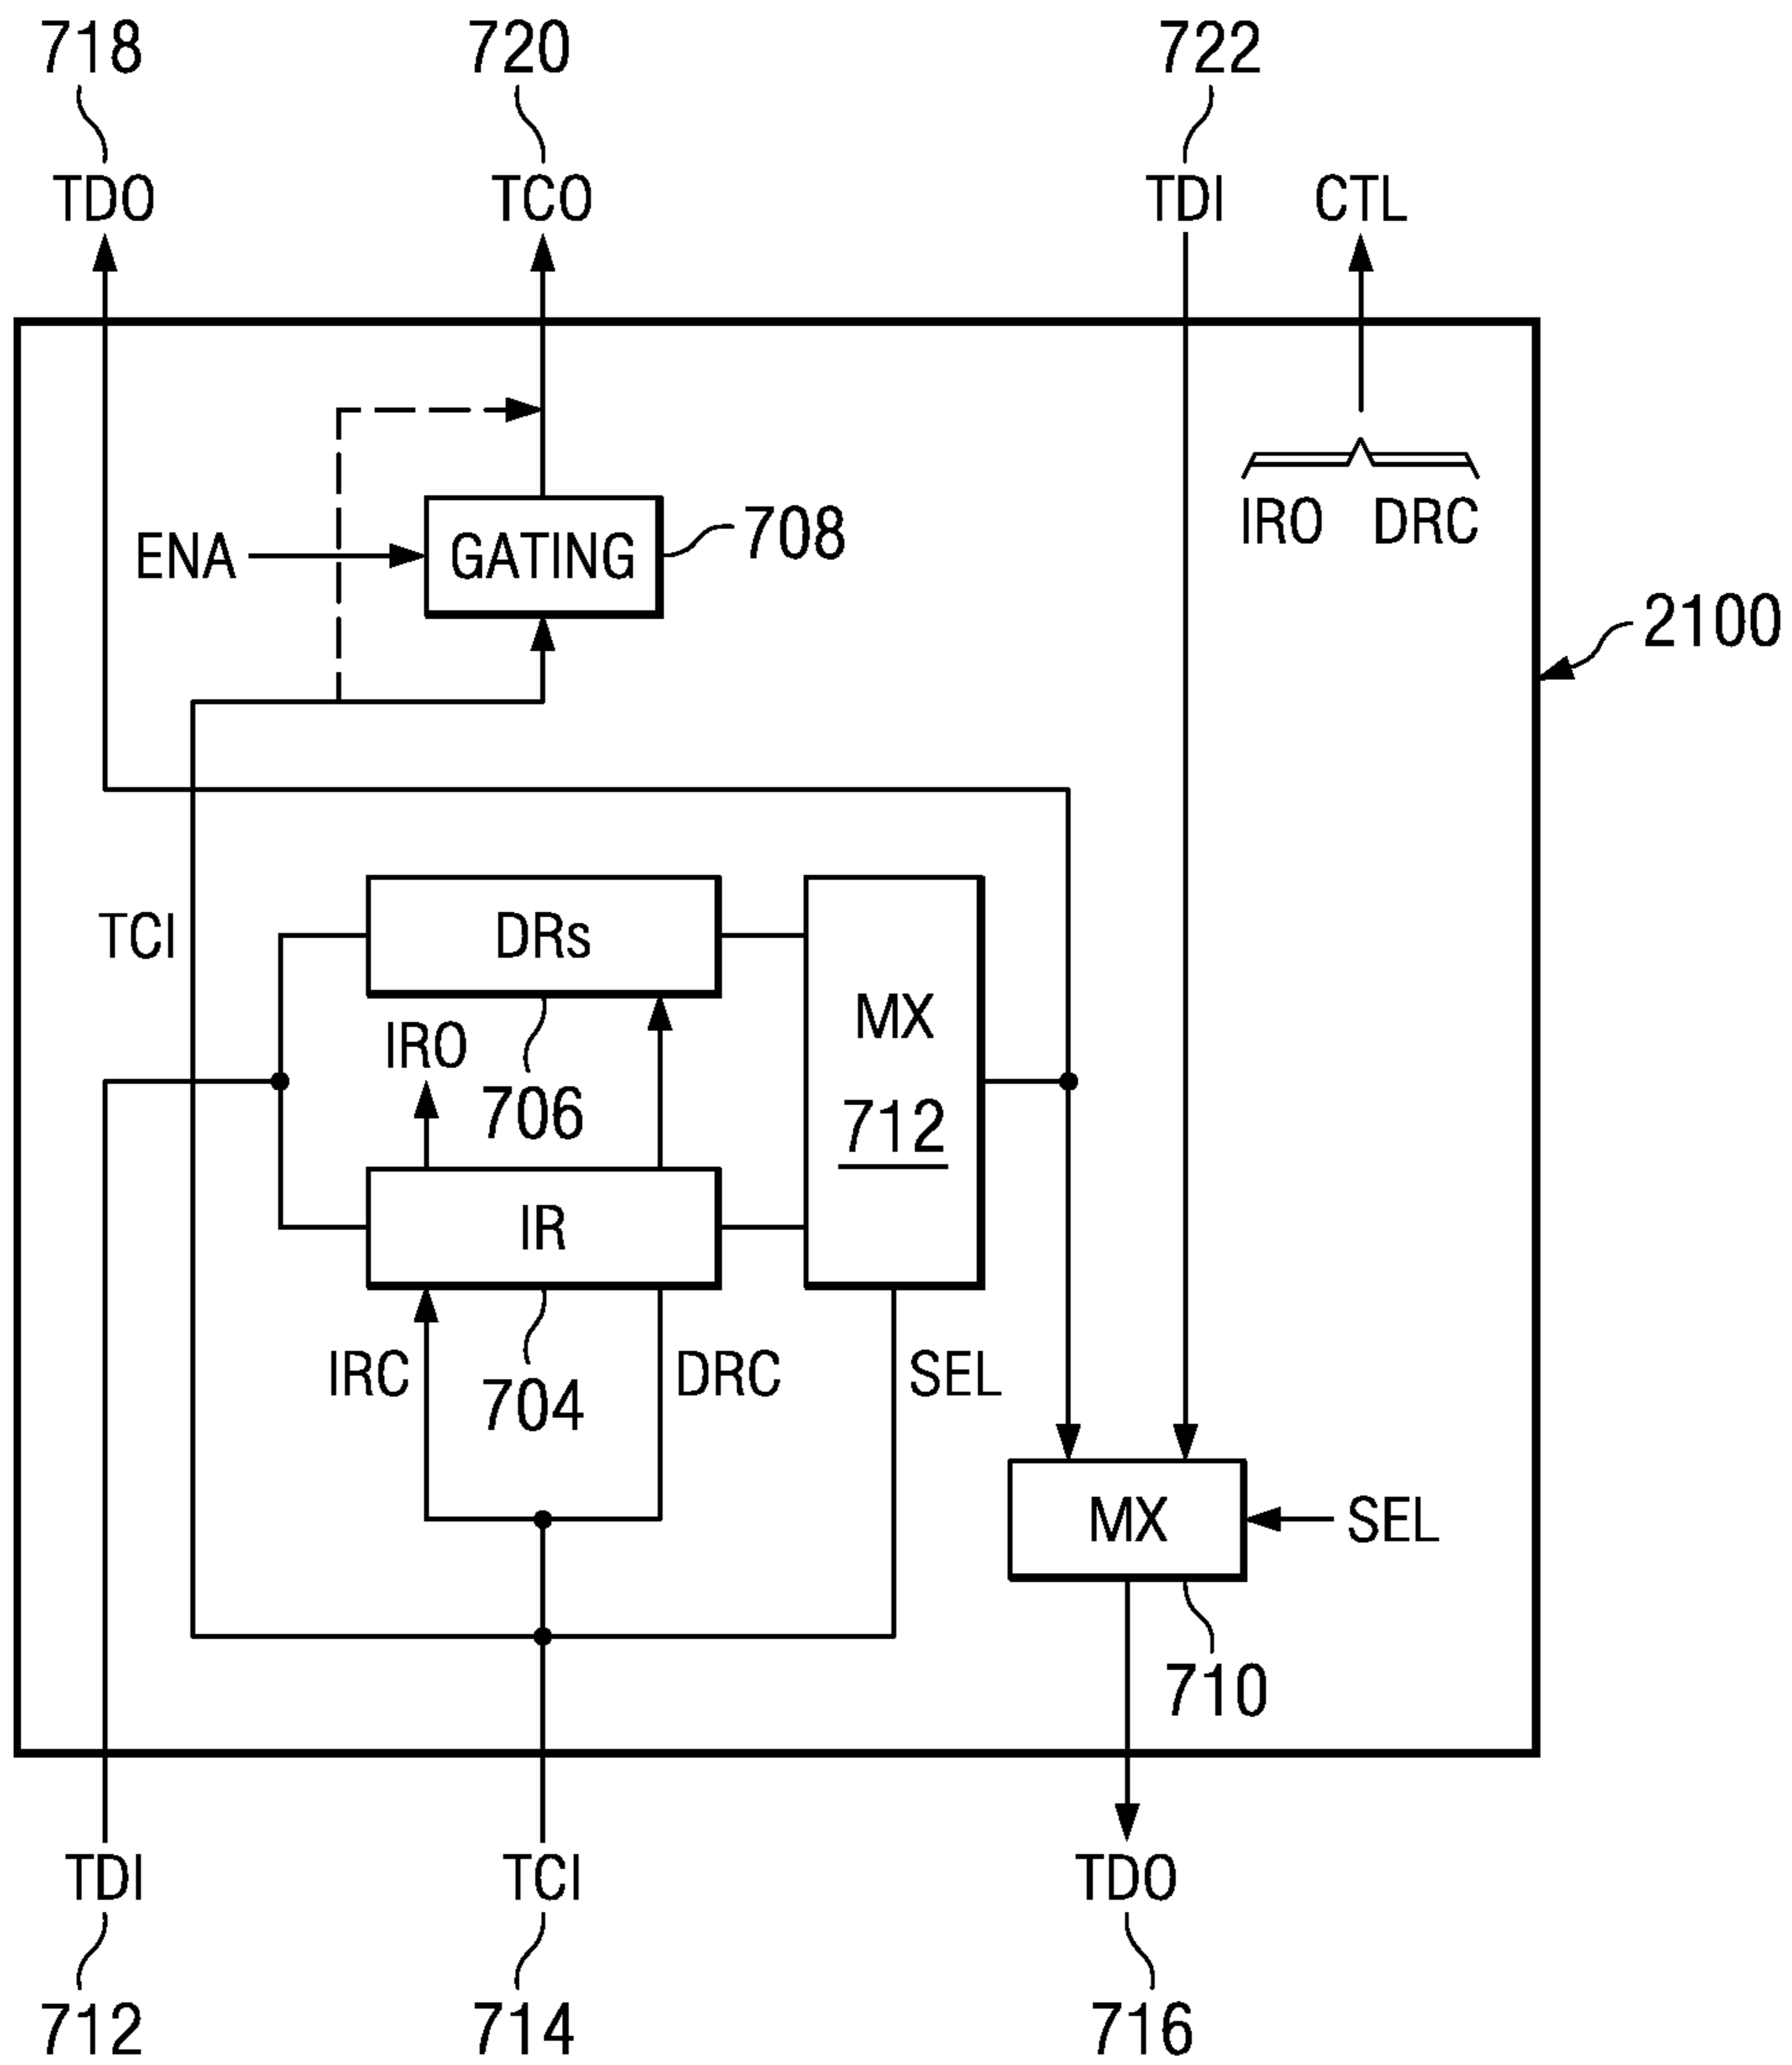 718 720 722
TDO TCO TDI CTL
IRO DRC
ENA GATING 708
2100
TCI DRs
MX
IRO
706 712
IR
IRC 704 DRC SEL
MX SEL
710
TDI TCI TDO
712 714 716